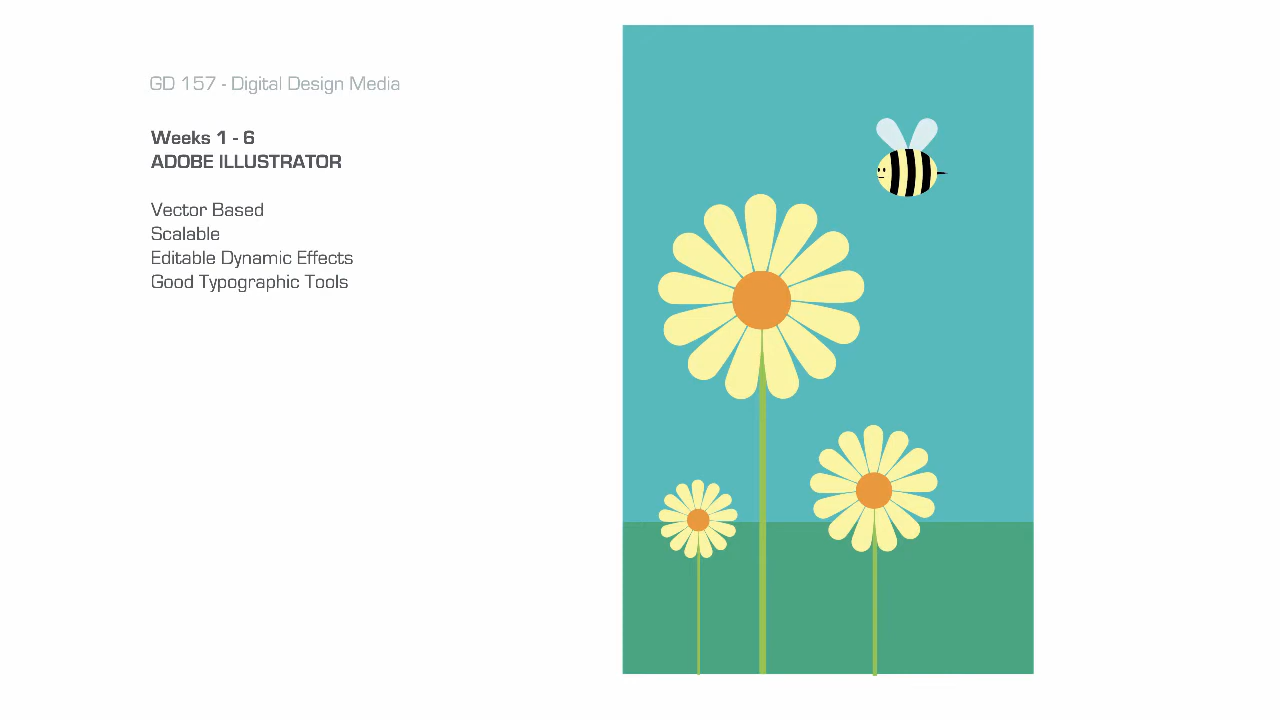 GD 157 - Digital Design Media
Weeks 1 - 6
ADOBE ILLUSTRATOR
Vector Based
Scalable
Editable Dynamic Effects
Good Typographic Tools